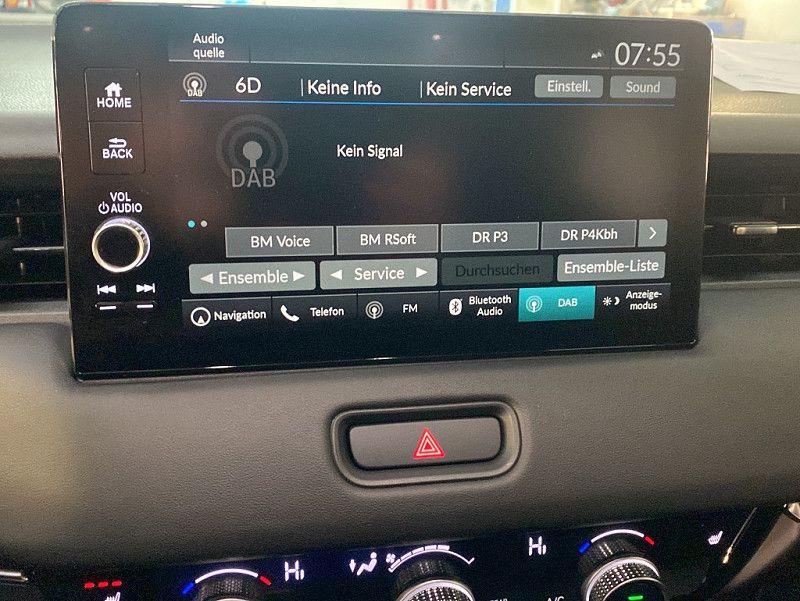 Audio
quelle
07:55
HOME
DAB
6D
Keine Info
Kein Service
Einstell.
Sound
BACK
Kein Signal
DAB
VOL
AUDIO
BM Voice
BM RSoft
DR P3
DR P4Kbh
Ensemble
Service
Durchsuchen
Ensemble-Liste
Navigation
Telefon
FM
Bluetooth
Audio
DAB
Anzeige-
modus
Hi
Hi
A/C